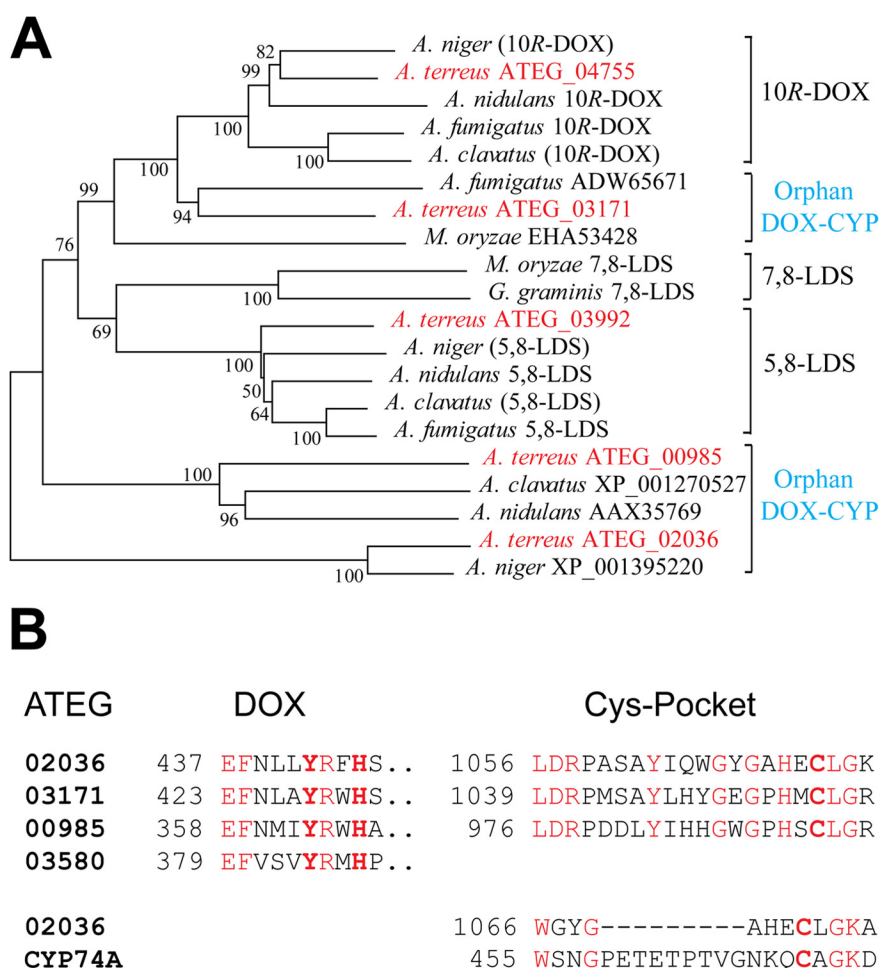 A
A. niger (10R-DOX)
82
A. terreus ATEG_04755
99
A. nidulans 10R-DOX
10R-DOX
100
A. fumigatus 10R-DOX
A. clavatus (10R-DOX)
100
100
A. fumigatus ADW65671
99
Orphan
DOX-CYP
A. terreus ATEG_03171
94
M. oryzae EHA53428
76
M. oryzae 7,8-LDS
7,8-LDS
G. graminis 7,8-LDS
100
69
A. terreus ATEG_03992
A. niger (5,8-LDS)
100
5,8-LDS
A. nidulans 5,8-LDS
50
A. clavatus (5,8-LDS)
64
A. fumigatus 5,8-LDS
100
A. terreus ATEG_00985
100
A. clavatus XP_001270527
Orphan
DOX-CYP
A. nidulans AAX35769
96
A. terreus ATEG_02036
A. niger XP_001395220
100
B
ATEG DOX Cys-Pocket
02036 437 EFNLLYRFHS.. 1056 LDRPASAYIQWGYGAHECLGK
03171 423 EFNLAYRWHS.. 1039 LDRPMSAYLHYGEGPHMCLGR
00985 358 EFNMIYRWHA.. 976 LDRPDDLYIHHGWGPHSCLGR
03580 379 EFVSVYRMHP..
02036 1066 WGYG---------AHECLGKA
CYP74A 455 WSNGPETETPTVGNKQCAGKD